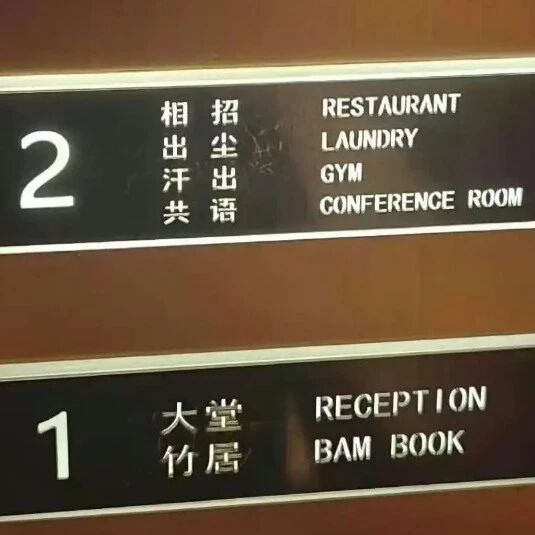 2
相招 RESTAURANT
出尘 LAUNDRY
汗出 GYM
共语 CONFERENCE ROOM
1
大堂 RECEPTION
竹居 BAM BOOK